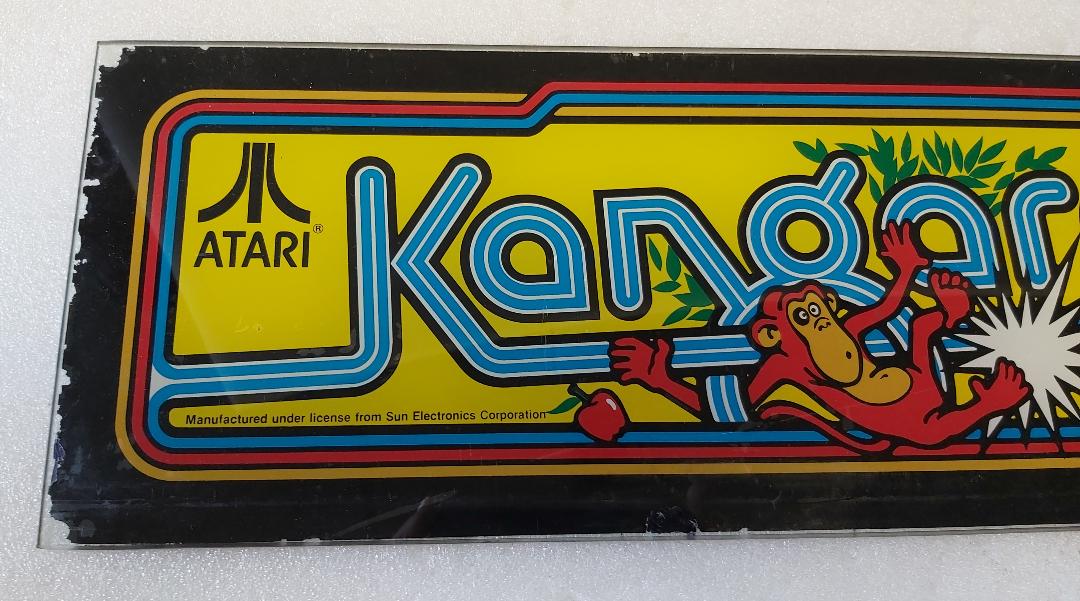 ATARI®
Kangar
Manufactured under license from Sun Electronics Corporation